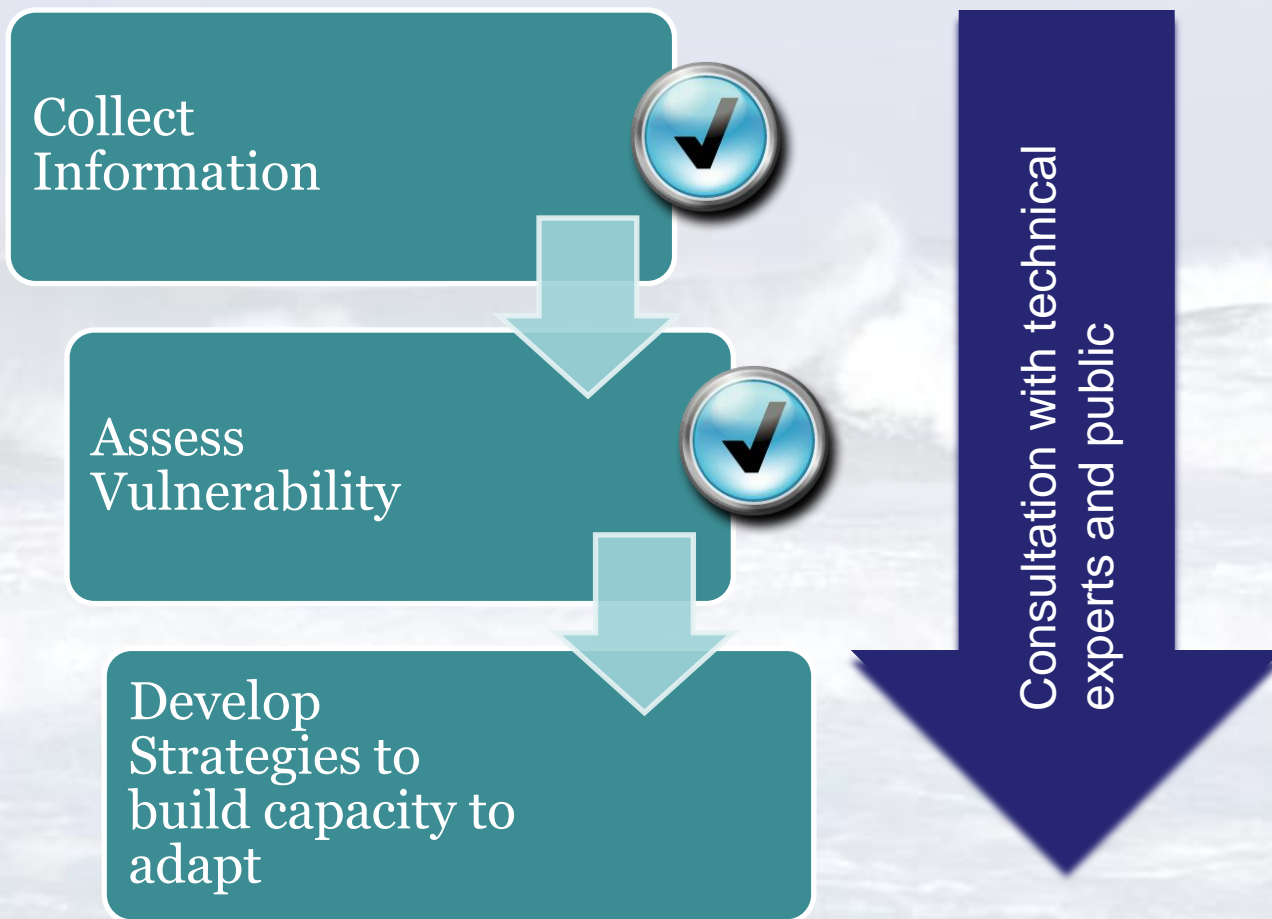 Collect
Information
Assess
Vulnerability
Develop
Strategies to
build capacity to
adapt
Consultation with technical
experts and public